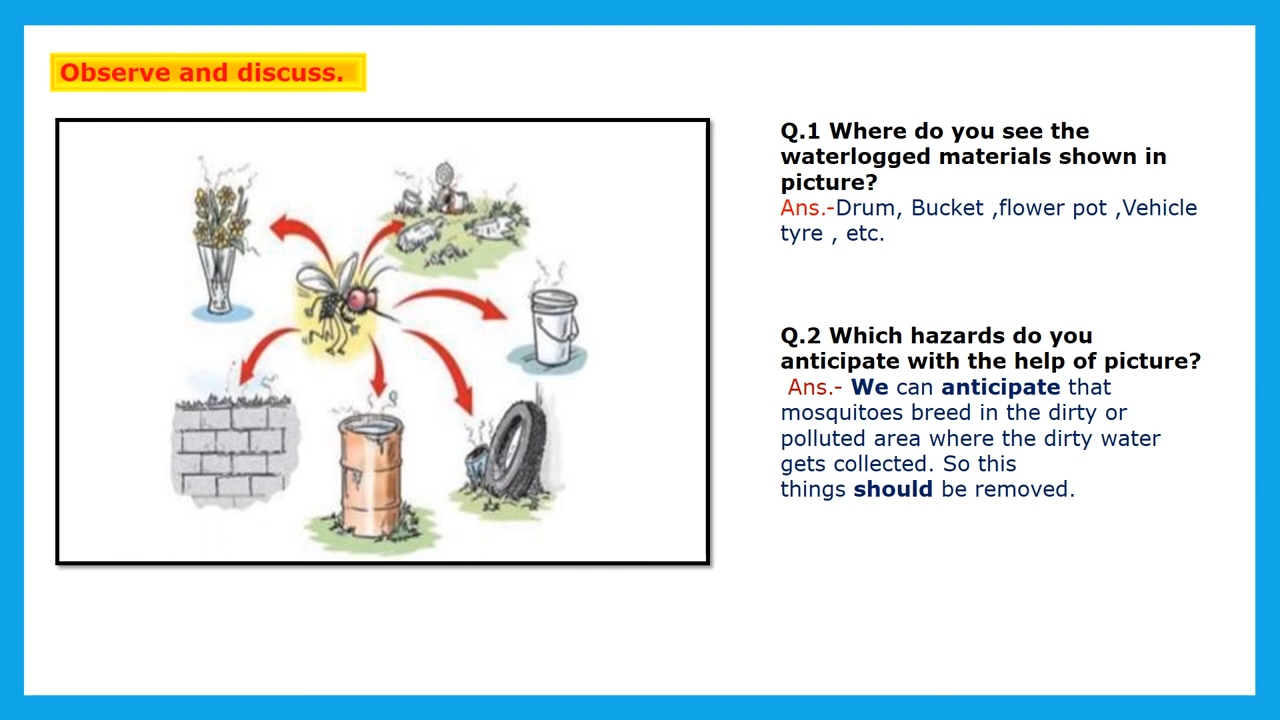 Observe and discuss.
Q.1 Where do you see the
waterlogged materials shown in
picture?
Ans.-Drum, Bucket ,flower pot ,Vehicle
tyre , etc.
Q.2 Which hazards do you
anticipate with the help of picture?
Ans.- We can anticipate that
mosquitoes breed in the dirty or
polluted area where the dirty water
gets collected. So this
things should be removed.